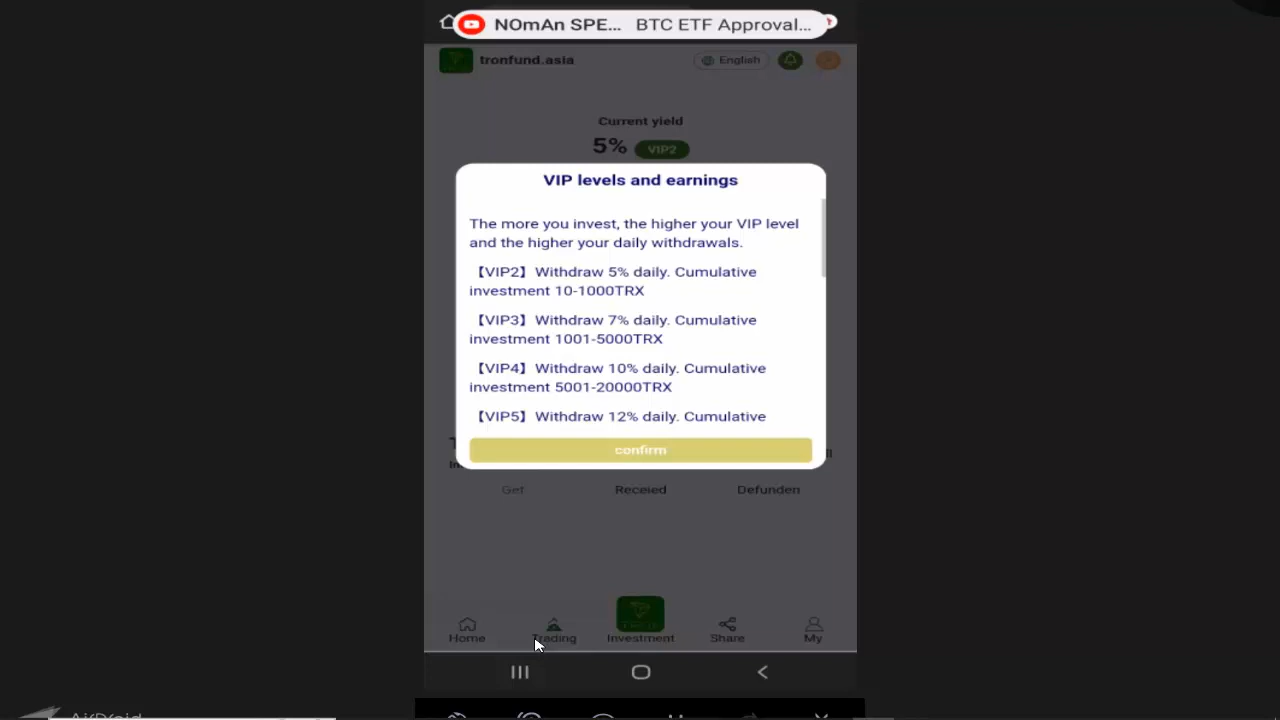 NOmAn SPE... BTC ETF Approval...
tronfund.asia English
Current yield
5% VIP2
VIP levels and earnings
The more you invest, the higher your VIP level
and the higher your daily withdrawals.
【VIP2】Withdraw 5% daily. Cumulative
investment 10-1000TRX
【VIP3】Withdraw 7% daily. Cumulative
investment 1001-5000TRX
【VIP4】Withdraw 10% daily. Cumulative
investment 5001-20000TRX
【VIP5】Withdraw 12% daily. Cumulative
confirm
Get Receied Defunden
Home Trading Investment Share My
AirDroid